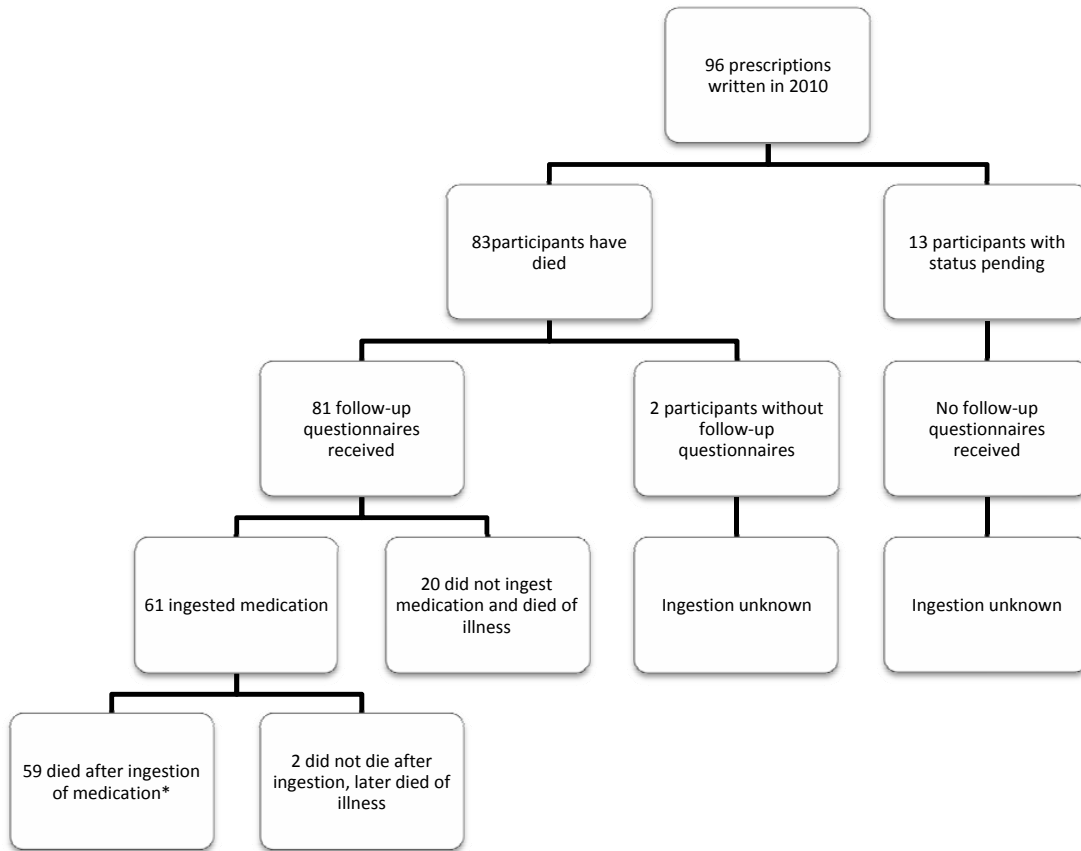 96 prescriptions
written in 2010
83participants have
died
13 participants with
status pending
81 follow-up
questionnaires
received
2 participants without
follow-up
questionnaires
No follow-up
questionnaires
received
61 ingested medication
20 did not ingest
medication and died of
illness
Ingestion unknown
Ingestion unknown
59 died after ingestion
of medication*
2 did not die after
ingestion, later died of
illness